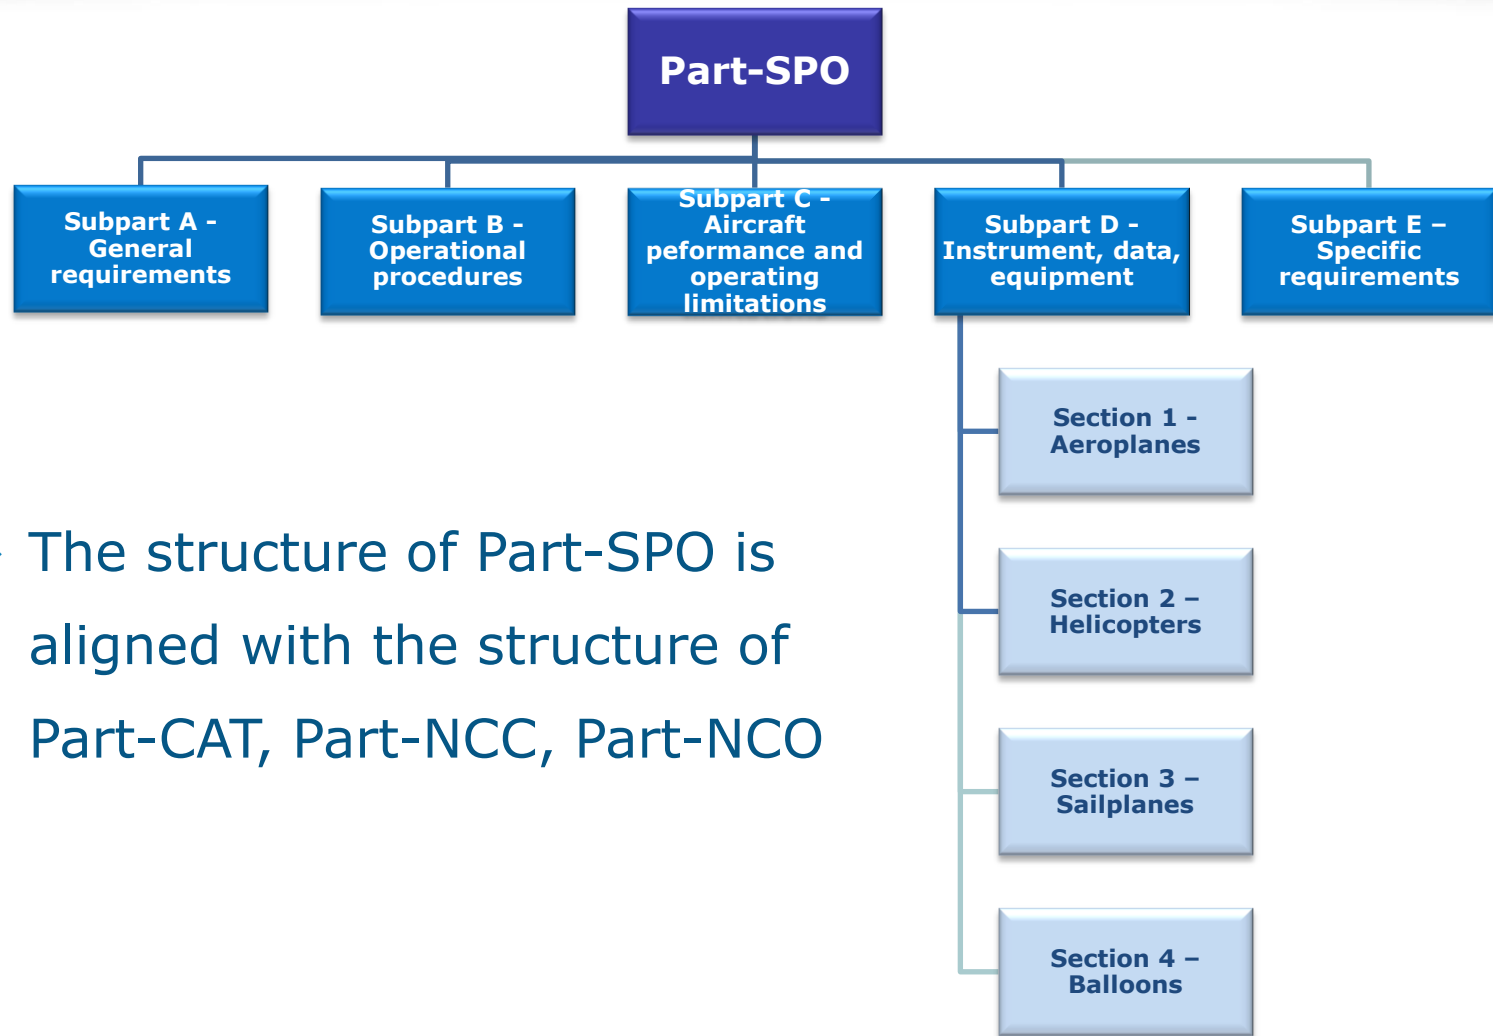 Part-SPO
Subpart A -
General
requirements
Subpart B -
Operational
procedures
Subpart C -
Aircraft
peformance and
operating
limitations
Subpart D -
Instrument, data,
equipment
Subpart E –
Specific
requirements
Section 1 -
Aeroplanes
Section 2 –
Helicopters
Section 3 –
Sailplanes
Section 4 –
Balloons
The structure of Part-SPO is
aligned with the structure of
Part-CAT, Part-NCC, Part-NCO